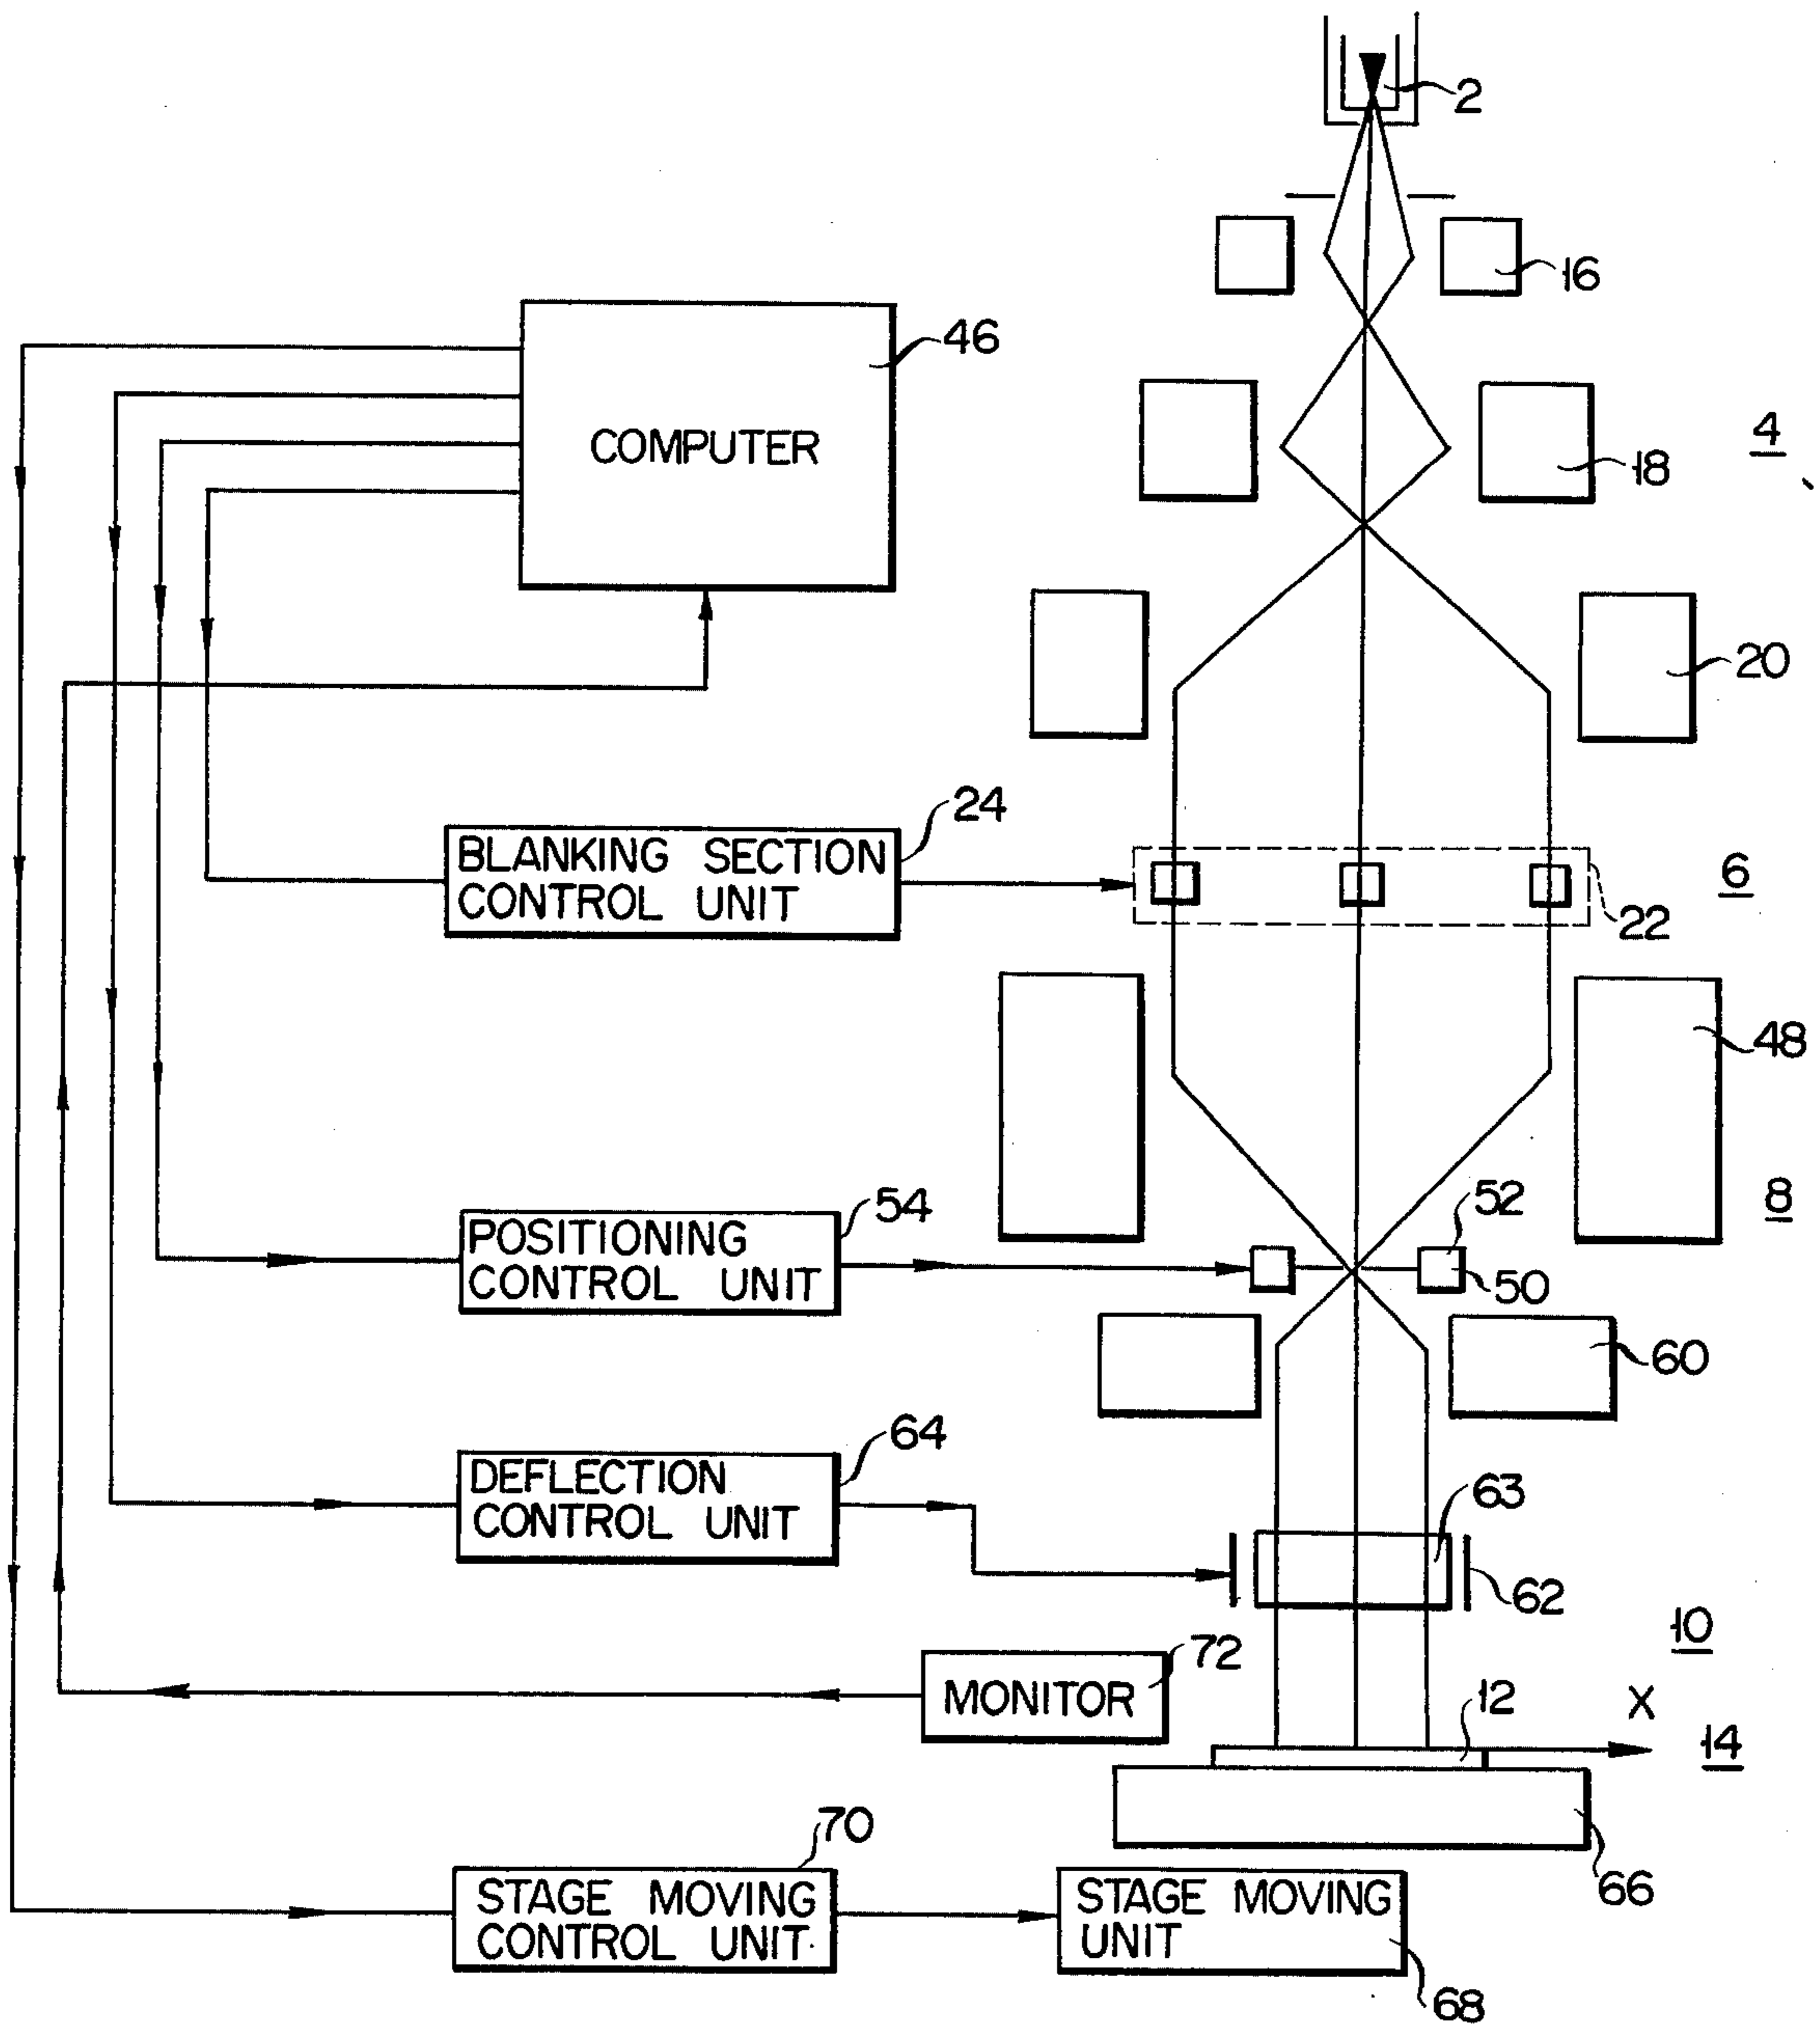 2
16
46
COMPUTER
4
18
20
24
BLANKING SECTION
CONTROL UNIT
6
22
48
54
52
8
POSITIONING
CONTROL UNIT
50
60
64
DEFLECTION
CONTROL UNIT
63
62
10
72
MONITOR
12
X
14
70
66
STAGE MOVING
CONTROL UNIT
STAGE MOVING
UNIT
68